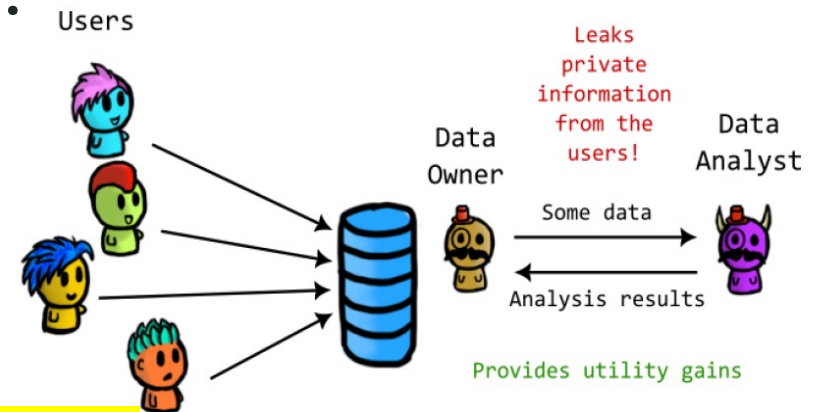 Users
Leaks
private
information
from the
users!
Data
Owner
Data
Analyst
Some data
Analysis results
Provides utility gains